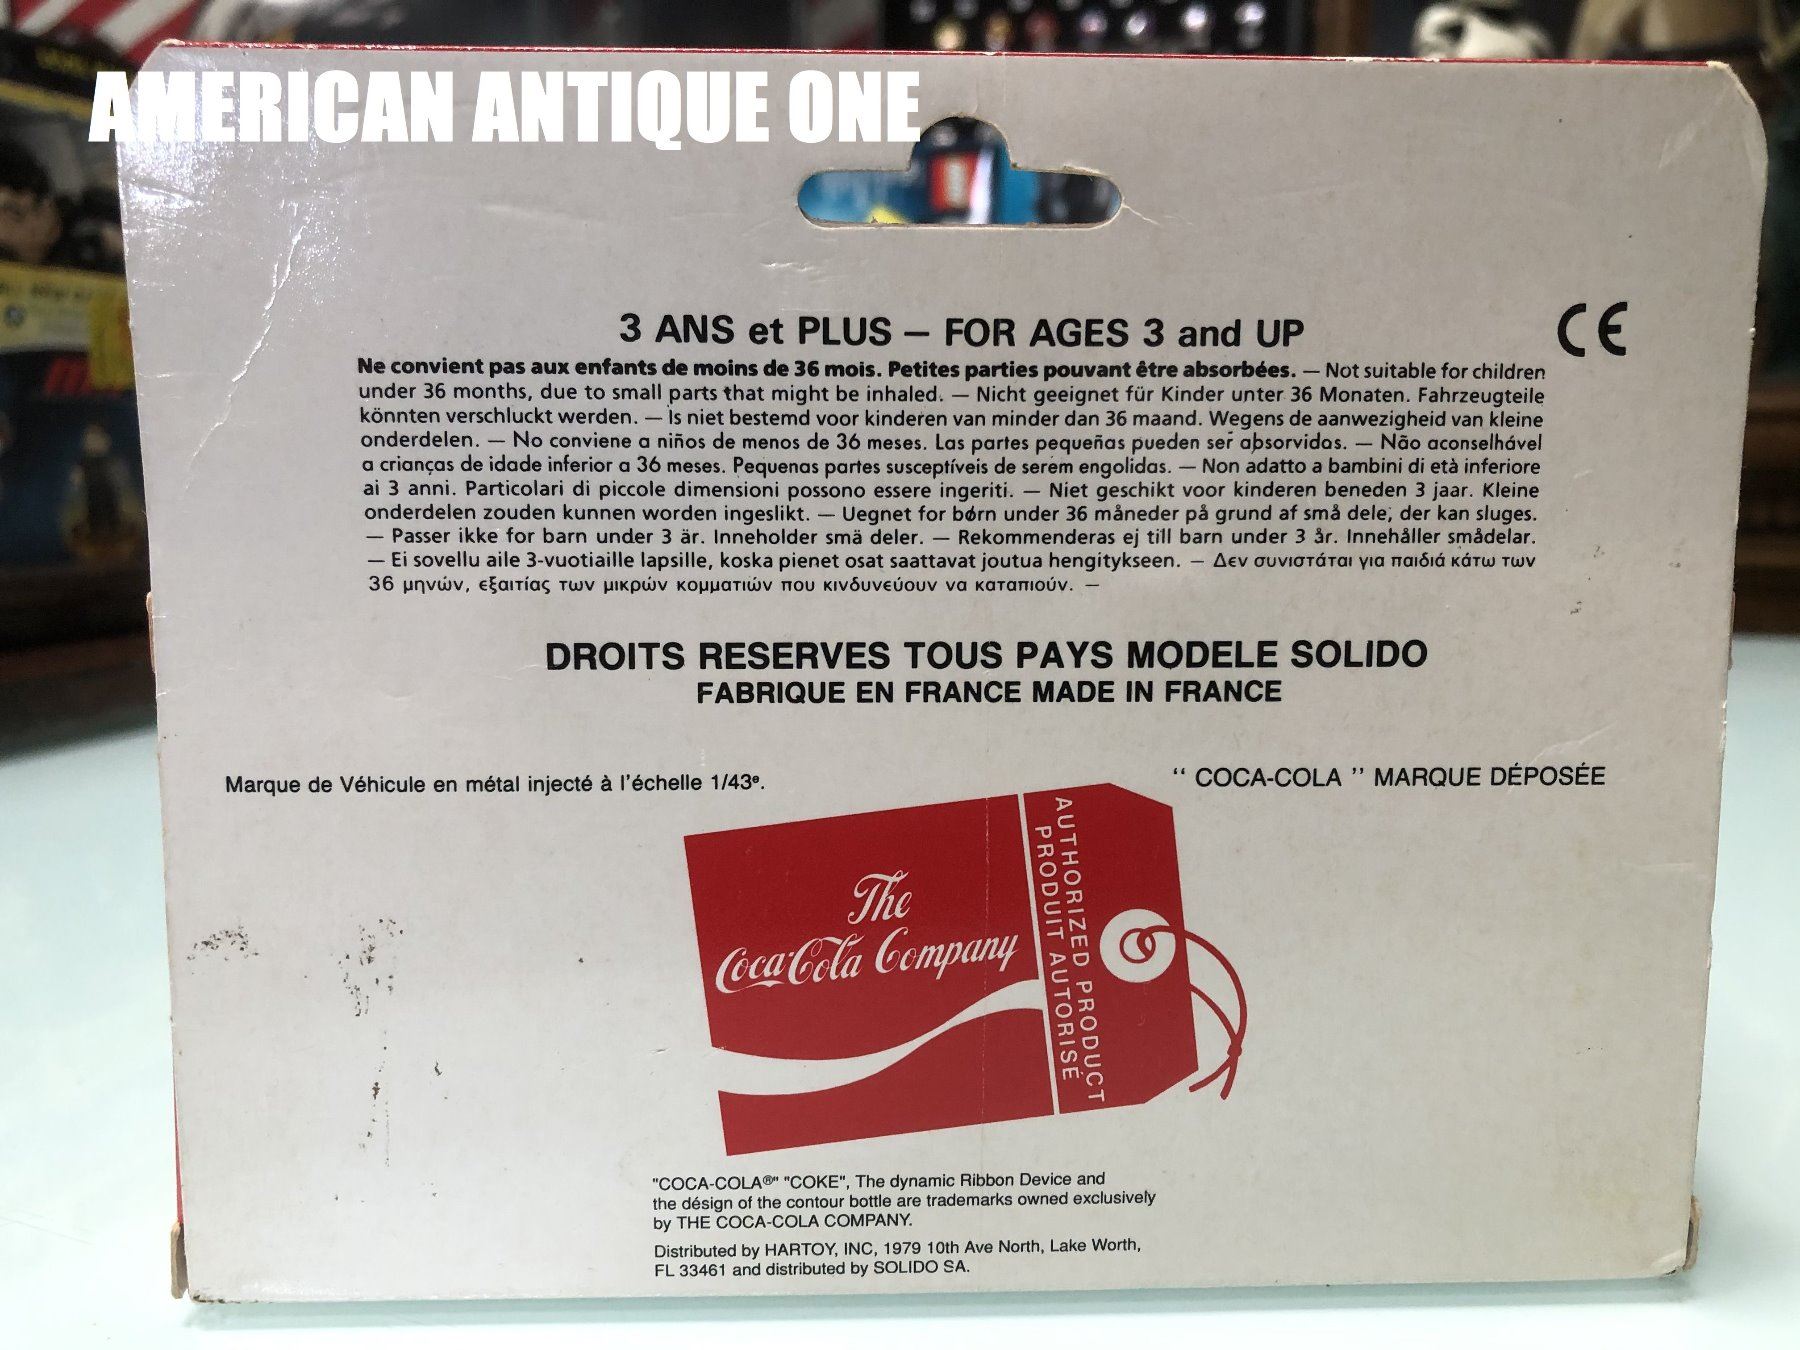 AMERICAN ANTIQUE ONE
3 ANS et PLUS — FOR AGES 3 and UP
CE
Ne convient pas aux enfants de moins de 36 mois. Petites parties pouvant être absorbées. — Not suitable for children
under 36 months, due to small parts that might be inhaled. — Nicht geeignet für Kinder unter 36 Monaten. Fahrzeugteile
könnten verschluckt werden. — Is niet bestemd voor kinderen van minder dan 36 maand. Wegens de aanwezigheid van kleine
onderdelen. — No conviene a niños de menos de 36 meses. Las partes pequeñas pueden ser absorvidas. — Não aconselhável
a crianças de idade inferior a 36 meses. Pequenas partes susceptíveis de serem engolidas. — Non adatto a bambini di età inferiore
ai 3 anni. Particolari di piccole dimensioni possono essere ingeriti. — Niet geschikt voor kinderen beneden 3 jaar. Kleine
onderdelen zouden kunnen worden ingeslikt. — Uegnet for børn under 36 måneder på grund af små dele, der kan sluges.
— Passer ikke for barn under 3 är. Inneholder smä deler. — Rekommenderas ej till barn under 3 år. Innehåller smådelar.
— Ei sovellu aile 3-vuotiaille lapsille, koska pienet osat saattavat joutua hengitykseen. — Δεν συνιστάται για παιδιά κάτω των
36 μηνών, εξαιτίας των μικρών κομματιών που κινδυνεύουν να καταπιούν. —
DROITS RESERVES TOUS PAYS MODELE SOLIDO
FABRIQUE EN FRANCE MADE IN FRANCE
Marque de Véhicule en métal injecté à l'échelle 1/43e.
“ COCA-COLA ” MARQUE DÉPOSÉE
The
Coca-Cola Company
AUTHORIZED PRODUCT
PRODUIT AUTORISÉ
"COCA-COLA®" "COKE", The dynamic Ribbon Device and
the désign of the contour bottle are trademarks owned exclusively
by THE COCA-COLA COMPANY.
Distributed by HARTOY, INC, 1979 10th Ave North, Lake Worth,
FL 33461 and distributed by SOLIDO SA.